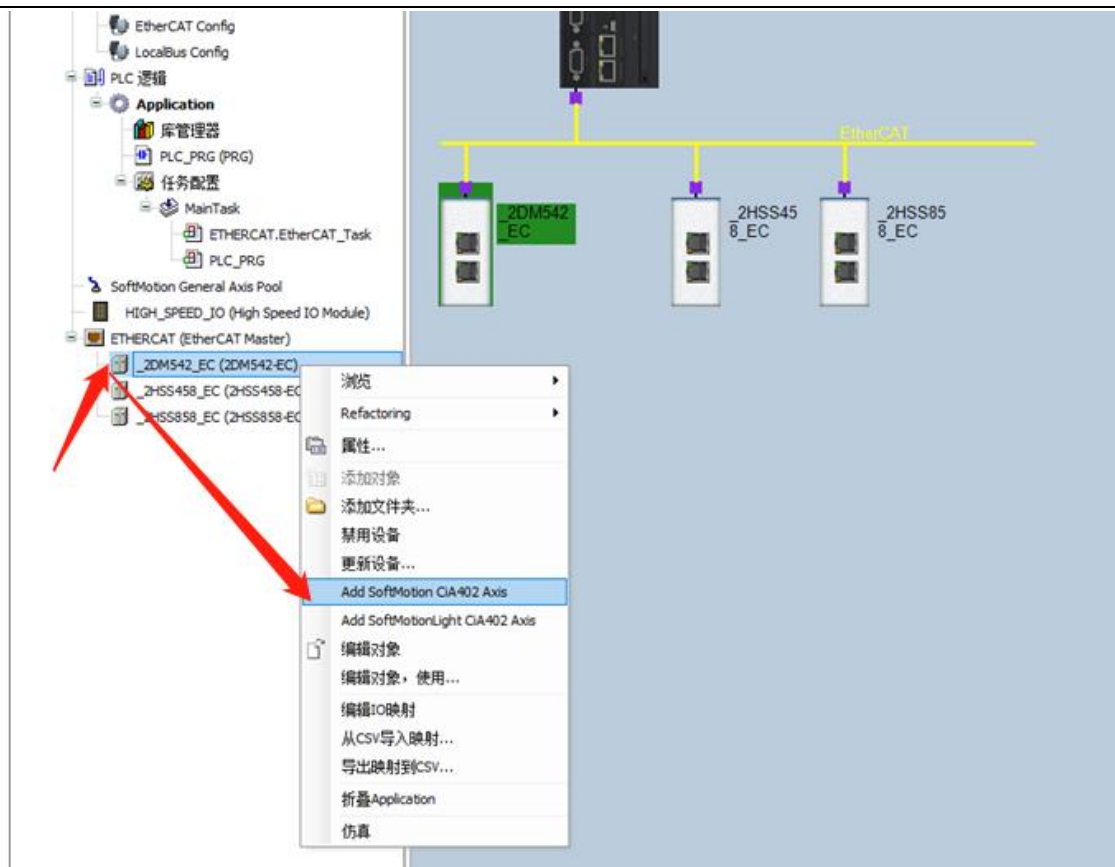 EtherCAT Config
LocalBus Config
PLC 逻辑
Application
库管理器
PLC_PRG (PRG)
任务配置
MainTask
ETHERCAT.EtherCAT_Task
PLC_PRG
SoftMotion General Axis Pool
HIGH_SPEED_IO (High Speed IO Module)
ETHERCAT (EtherCAT Master)
_2DM542_EC (2DM542-EC)
_2HSS458_EC (2HSS458-EC
_2HSS858_EC (2HSS858-EC
浏览
Refactoring
属性...
添加对象
添加文件夹...
禁用设备
更新设备...
Add SoftMotion CiA402 Axis
Add SoftMotionLight CiA402 Axis
编辑对象
编辑对象，使用...
编辑IO映射
从CSV导入映射...
导出映射到CSV...
折叠Application
仿真
EtherCAT
_2DM542
_EC
_2HSS45
8_EC
_2HSS85
8_EC